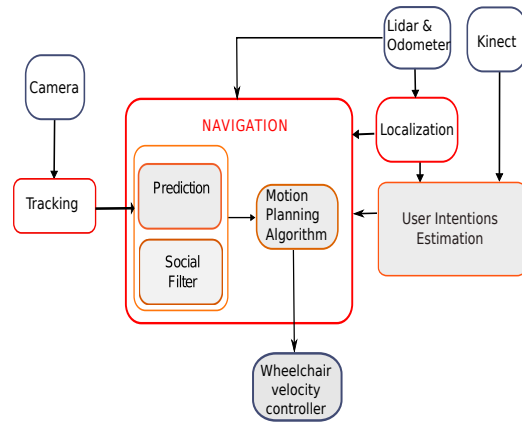 Lidar &
Odometer
Kinect
Camera
NAVIGATION
Localization
Prediction
Motion
Planning
Algorithm
Tracking
User Intentions
Estimation
Social
Filter
Wheelchair
velocity
controller